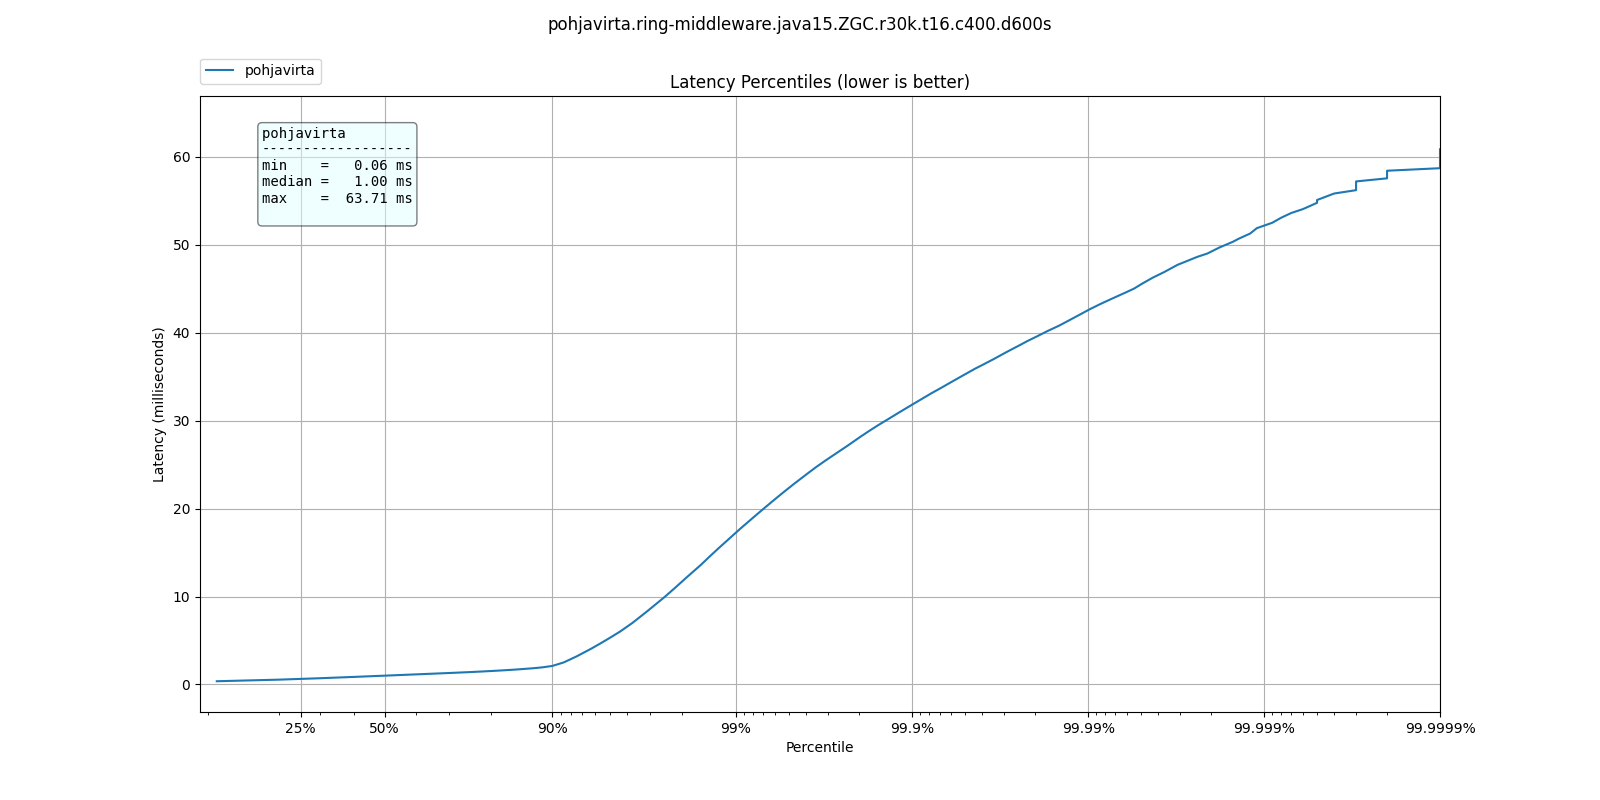 pohjavirta.ring-middleware.java15.ZGC.r30k.t16.c400.d600s
pohjavirta
Latency Percentiles (lower is better)
pohjavirta
------------------
min    =   0.06 ms
median =   1.00 ms
max    =  63.71 ms
60
50
40
30
20
10
0
Latency (milliseconds)
25% 50% 90% 99% 99.9% 99.99% 99.999% 99.9999%
Percentile